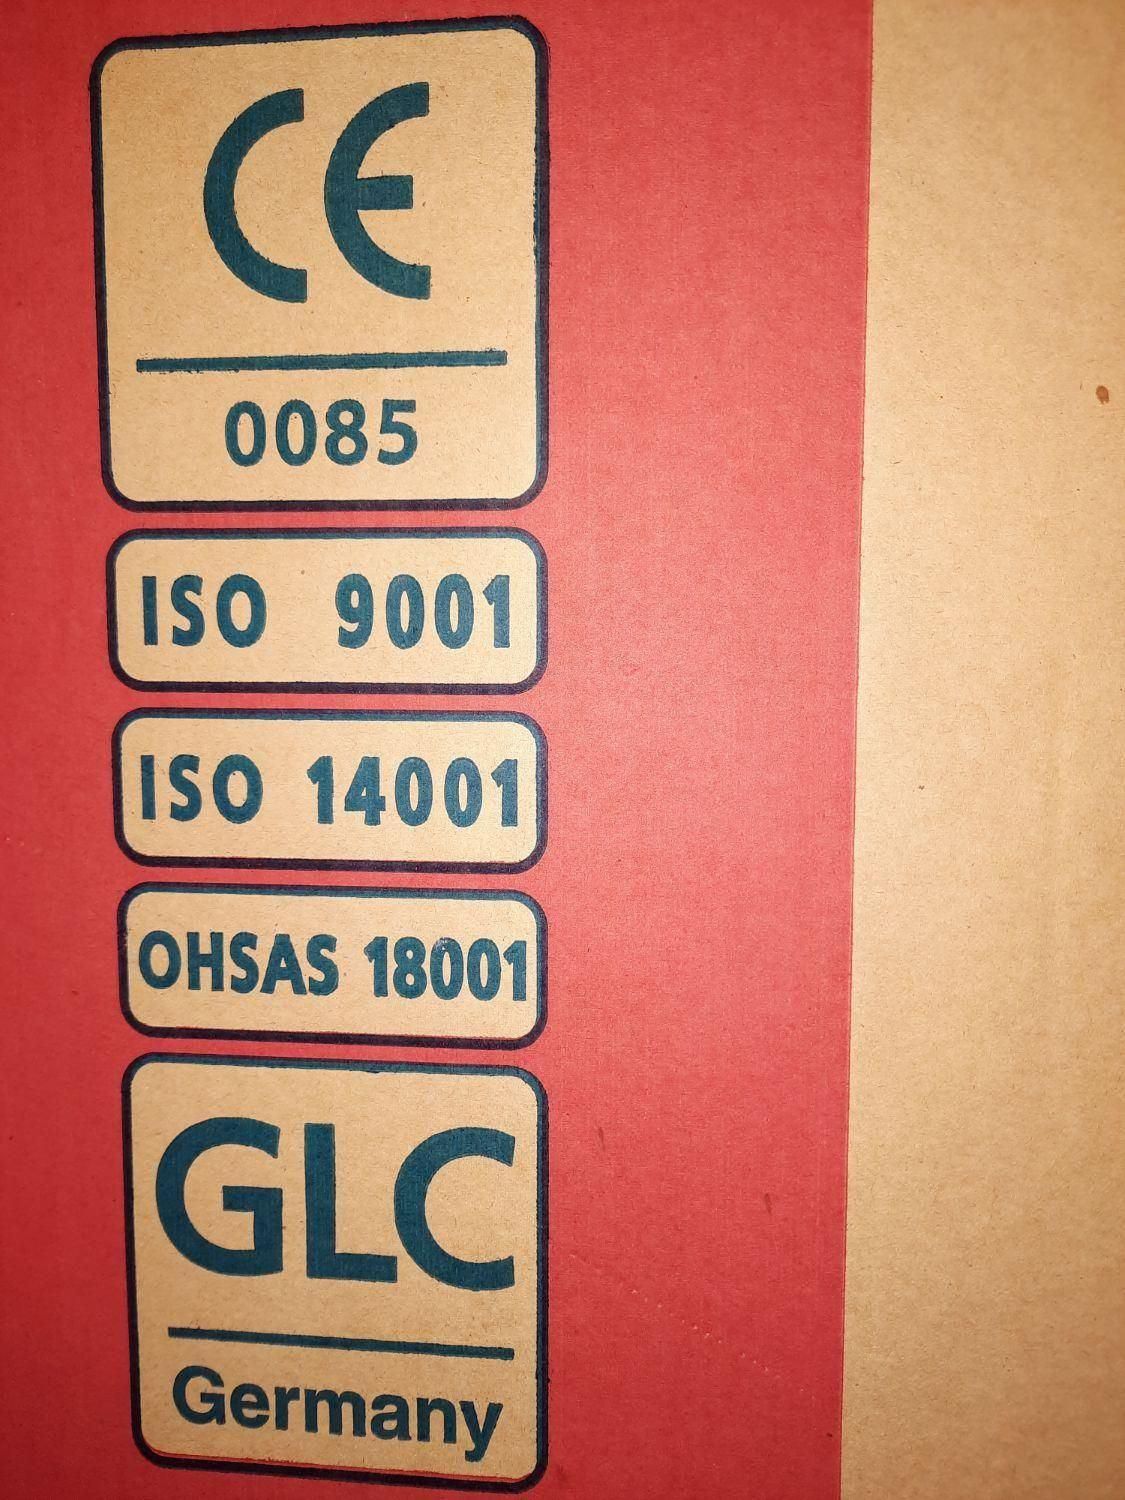 CE
0085
ISO 9001
ISO 14001
OHSAS 18001
GLC
Germany